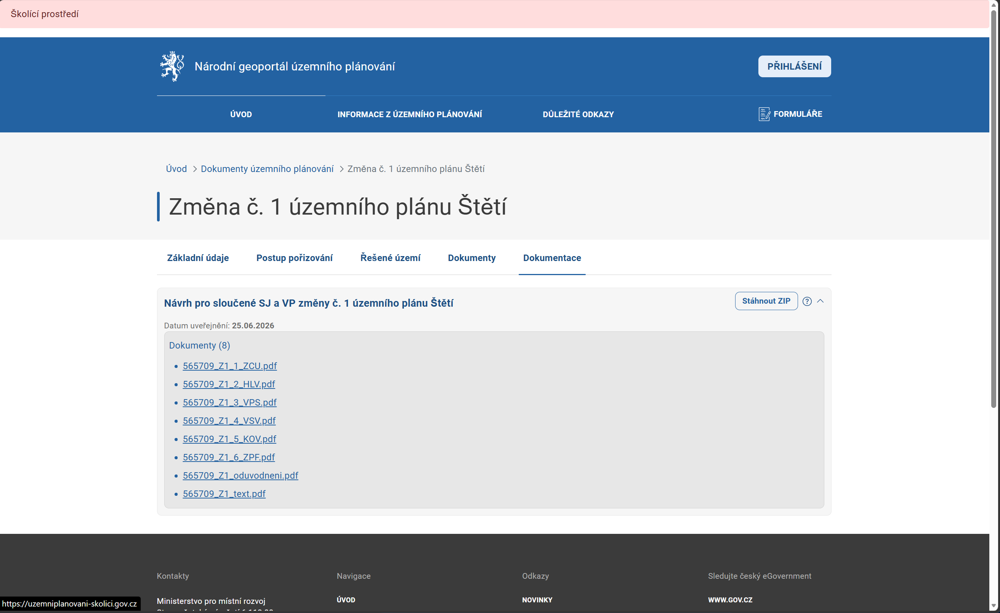 Školící prostředí
Národní geoportál územního plánování
PŘIHLÁŠENÍ
ÚVOD
INFORMACE Z ÚZEMNÍHO PLÁNOVÁNÍ
DŮLEŽITÉ ODKAZY
FORMULÁŘE
Úvod > Dokumenty územního plánování > Změna č. 1 územního plánu Štětí
Změna č. 1 územního plánu Štětí
Základní údaje
Postup pořizování
Řešené území
Dokumenty
Dokumentace
Návrh pro sloučené SJ a VP změny č. 1 územního plánu Štětí
Stáhnout ZIP
Datum uveřejnění: 25.06.2026
Dokumenty (8)
565709_Z1_1_ZCU.pdf
565709_Z1_2_HLV.pdf
565709_Z1_3_VPS.pdf
565709_Z1_4_VSV.pdf
565709_Z1_5_KOV.pdf
565709_Z1_6_ZPF.pdf
565709_Z1_oduvodneni.pdf
565709_Z1_text.pdf
Kontakty
Navigace
Odkazy
Sledujte český eGovernment
Ministerstvo pro místní rozvoj
ÚVOD
NOVINKY
WWW.GOV.CZ
https://uzemniplanovani-skolici.gov.cz